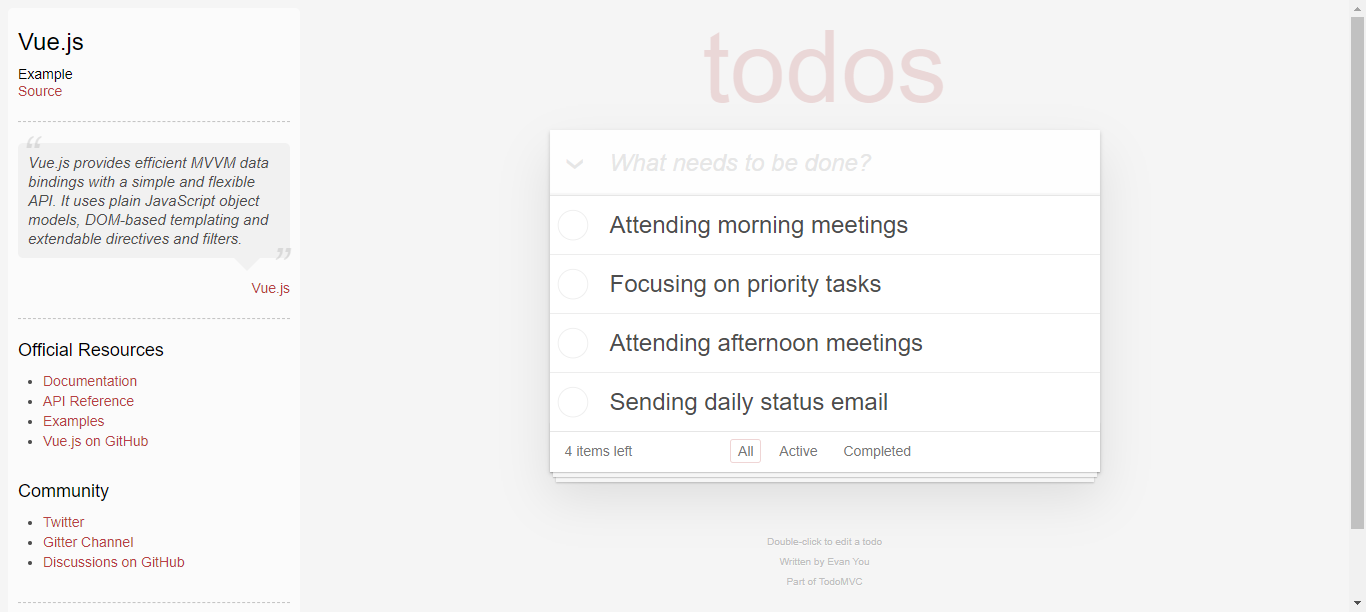 Vue.js
Example
Source
“
Vue.js provides efficient MVVM data
bindings with a simple and flexible
API. It uses plain JavaScript object
models, DOM-based templating and
extendable directives and filters.
”
Vue.js
Official Resources
Documentation
API Reference
Examples
Vue.js on GitHub
Community
Twitter
Gitter Channel
Discussions on GitHub
todos
What needs to be done?
Attending morning meetings
Focusing on priority tasks
Attending afternoon meetings
Sending daily status email
4 items left All Active Completed
Double-click to edit a todo
Written by Evan You
Part of TodoMVC